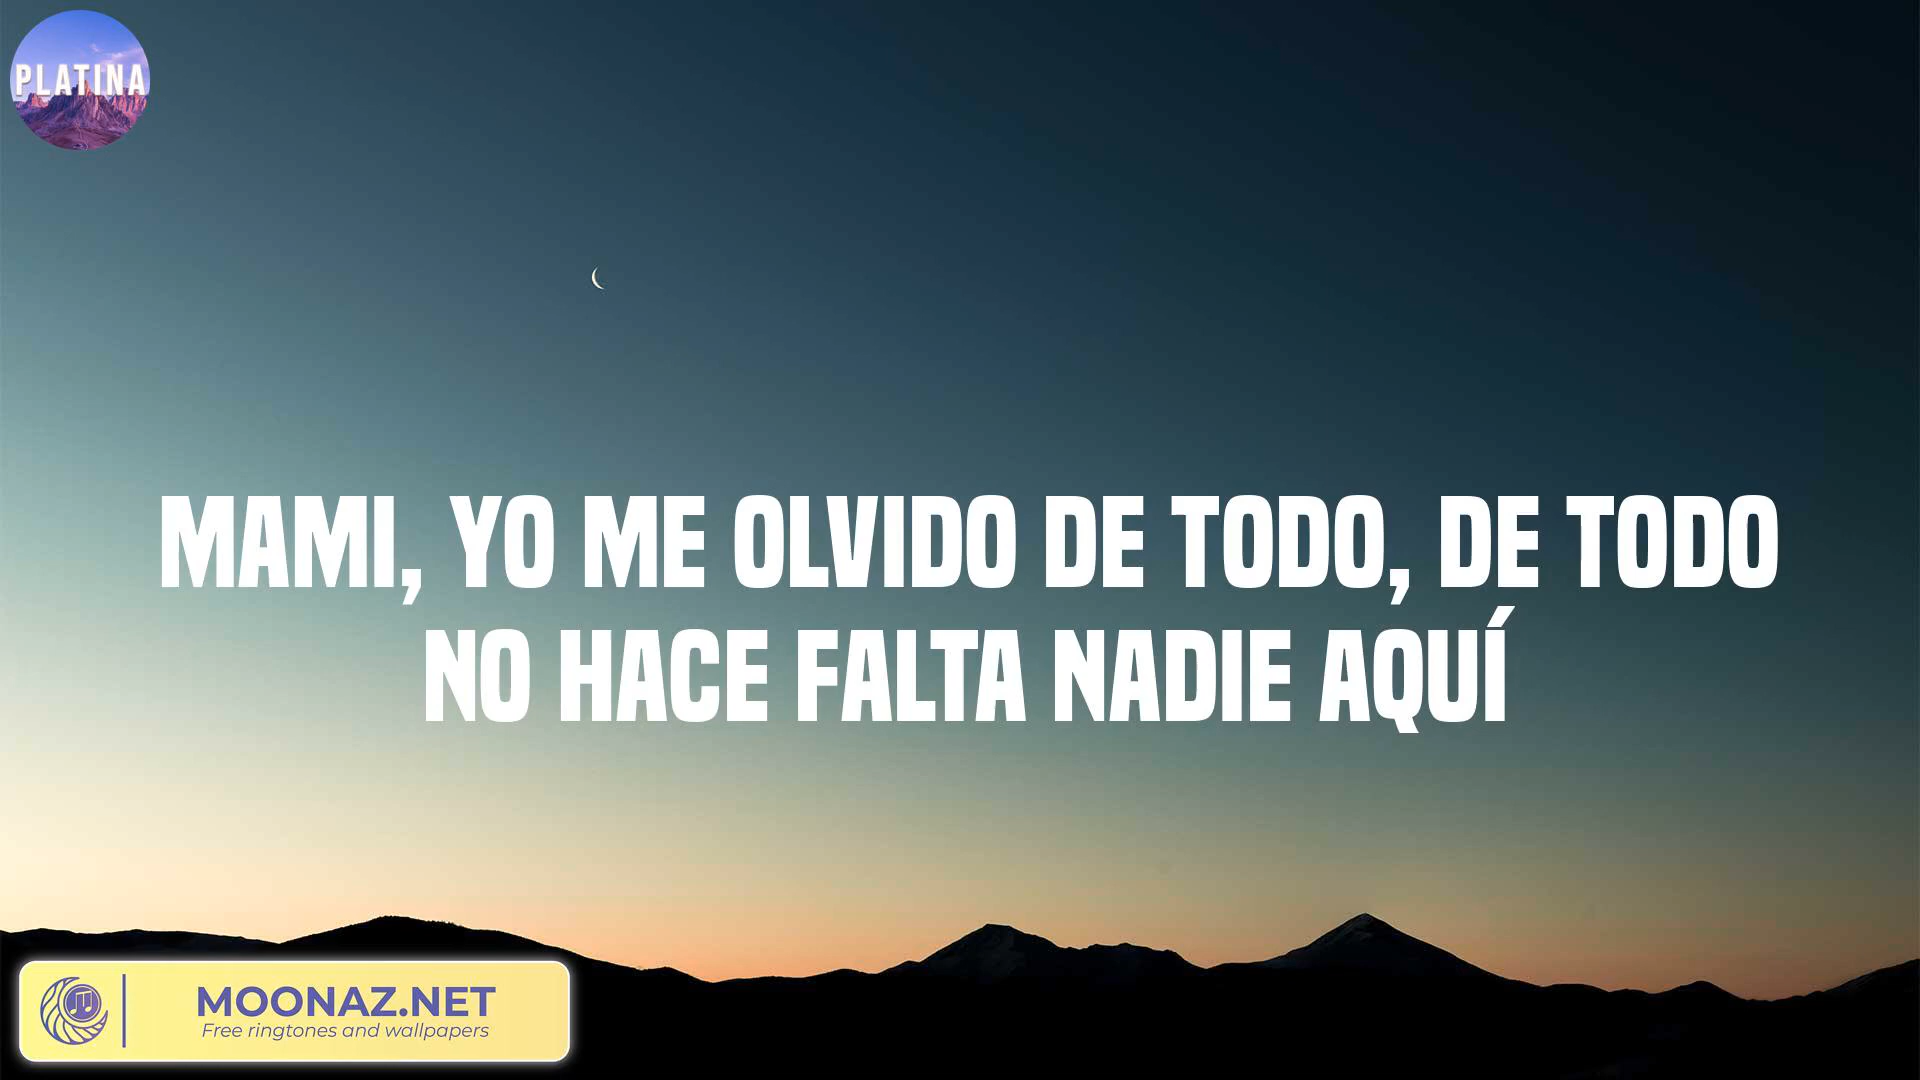 PLATINA
MAMI, YO ME OLVIDO DE TODO, DE TODO
NO HACE FALTA NADIE AQUÍ
MOONAZ.NET
Free ringtones and wallpapers